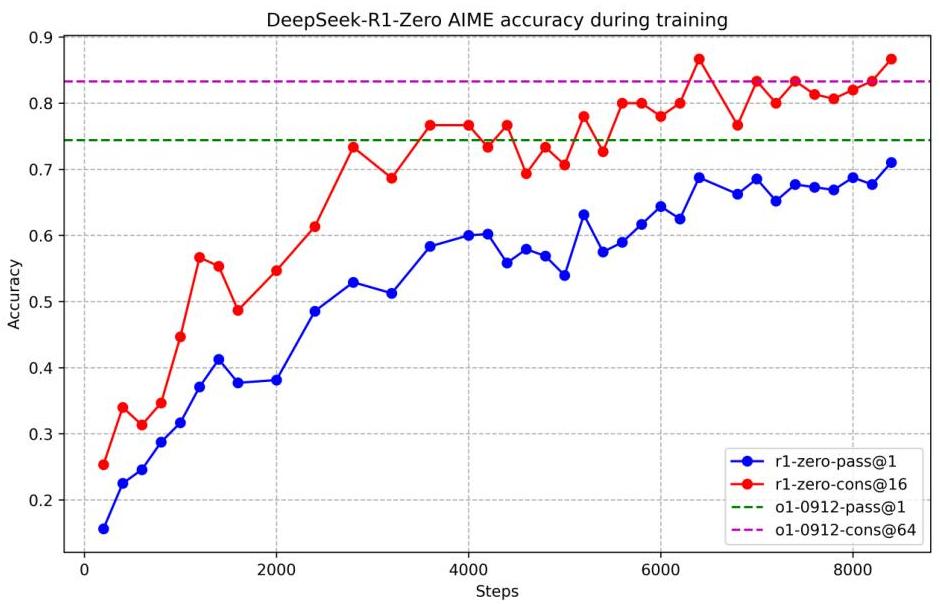 DeepSeek-R1-Zero AIME accuracy during training
0.9
0.8
0.7
0.6
0.5
0.4
0.3
0.2
Accuracy
r1-zero-pass@1
r1-zero-cons@16
o1-0912-pass@1
o1-0912-cons@64
0 2000 4000 6000 8000
Steps